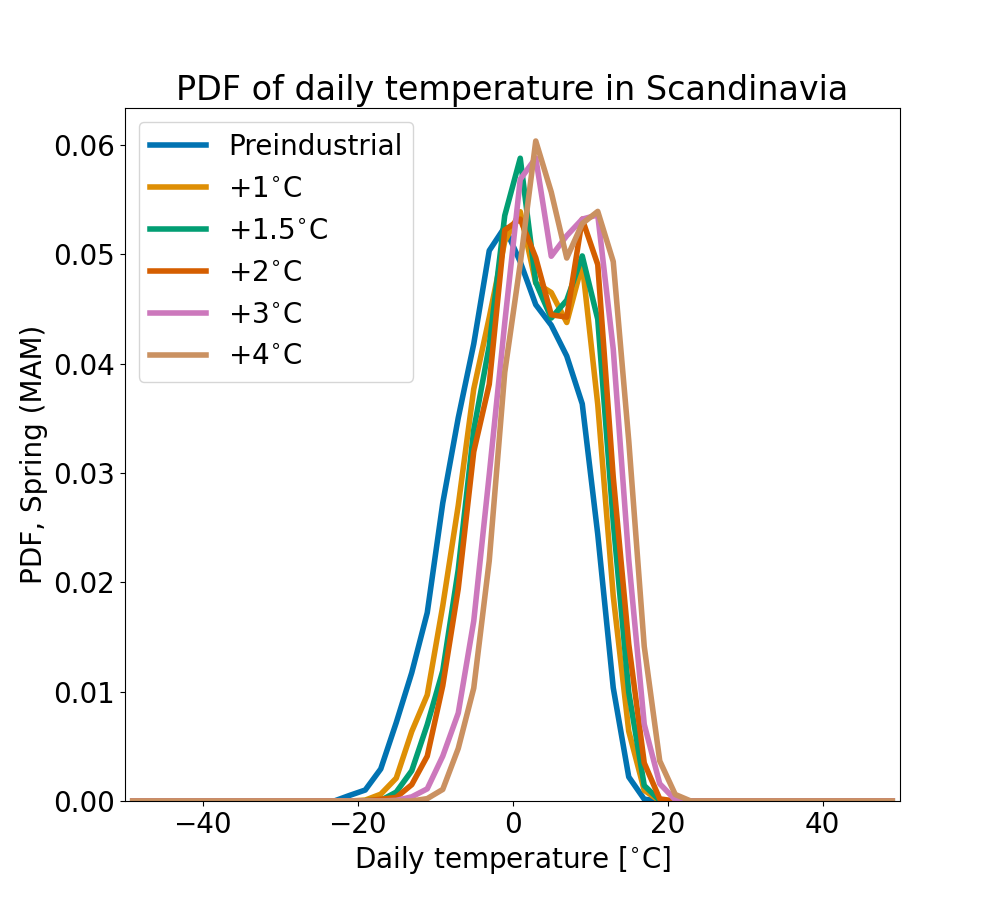 PDF of daily temperature in Scandinavia
PDF, Spring (MAM)
0.06
0.05
0.04
0.03
0.02
0.01
0.00
Preindustrial
+1°C
+1.5°C
+2°C
+3°C
+4°C
−40
−20
0
20
40
Daily temperature [°C]